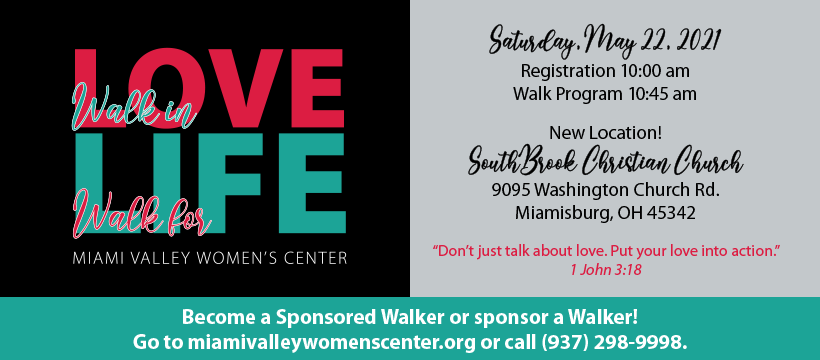 Walk in
LOVE
Walk for
LIFE
MIAMI VALLEY WOMEN'S CENTER
Saturday, May 22, 2021
Registration 10:00 am
Walk Program 10:45 am
New Location!
SouthBrook Christian Church
9095 Washington Church Rd.
Miamisburg, OH 45342
“Don’t just talk about love. Put your love into action.”
1 John 3:18
Become a Sponsored Walker or sponsor a Walker!
Go to miamivalleywomenscenter.org or call (937) 298-9998.